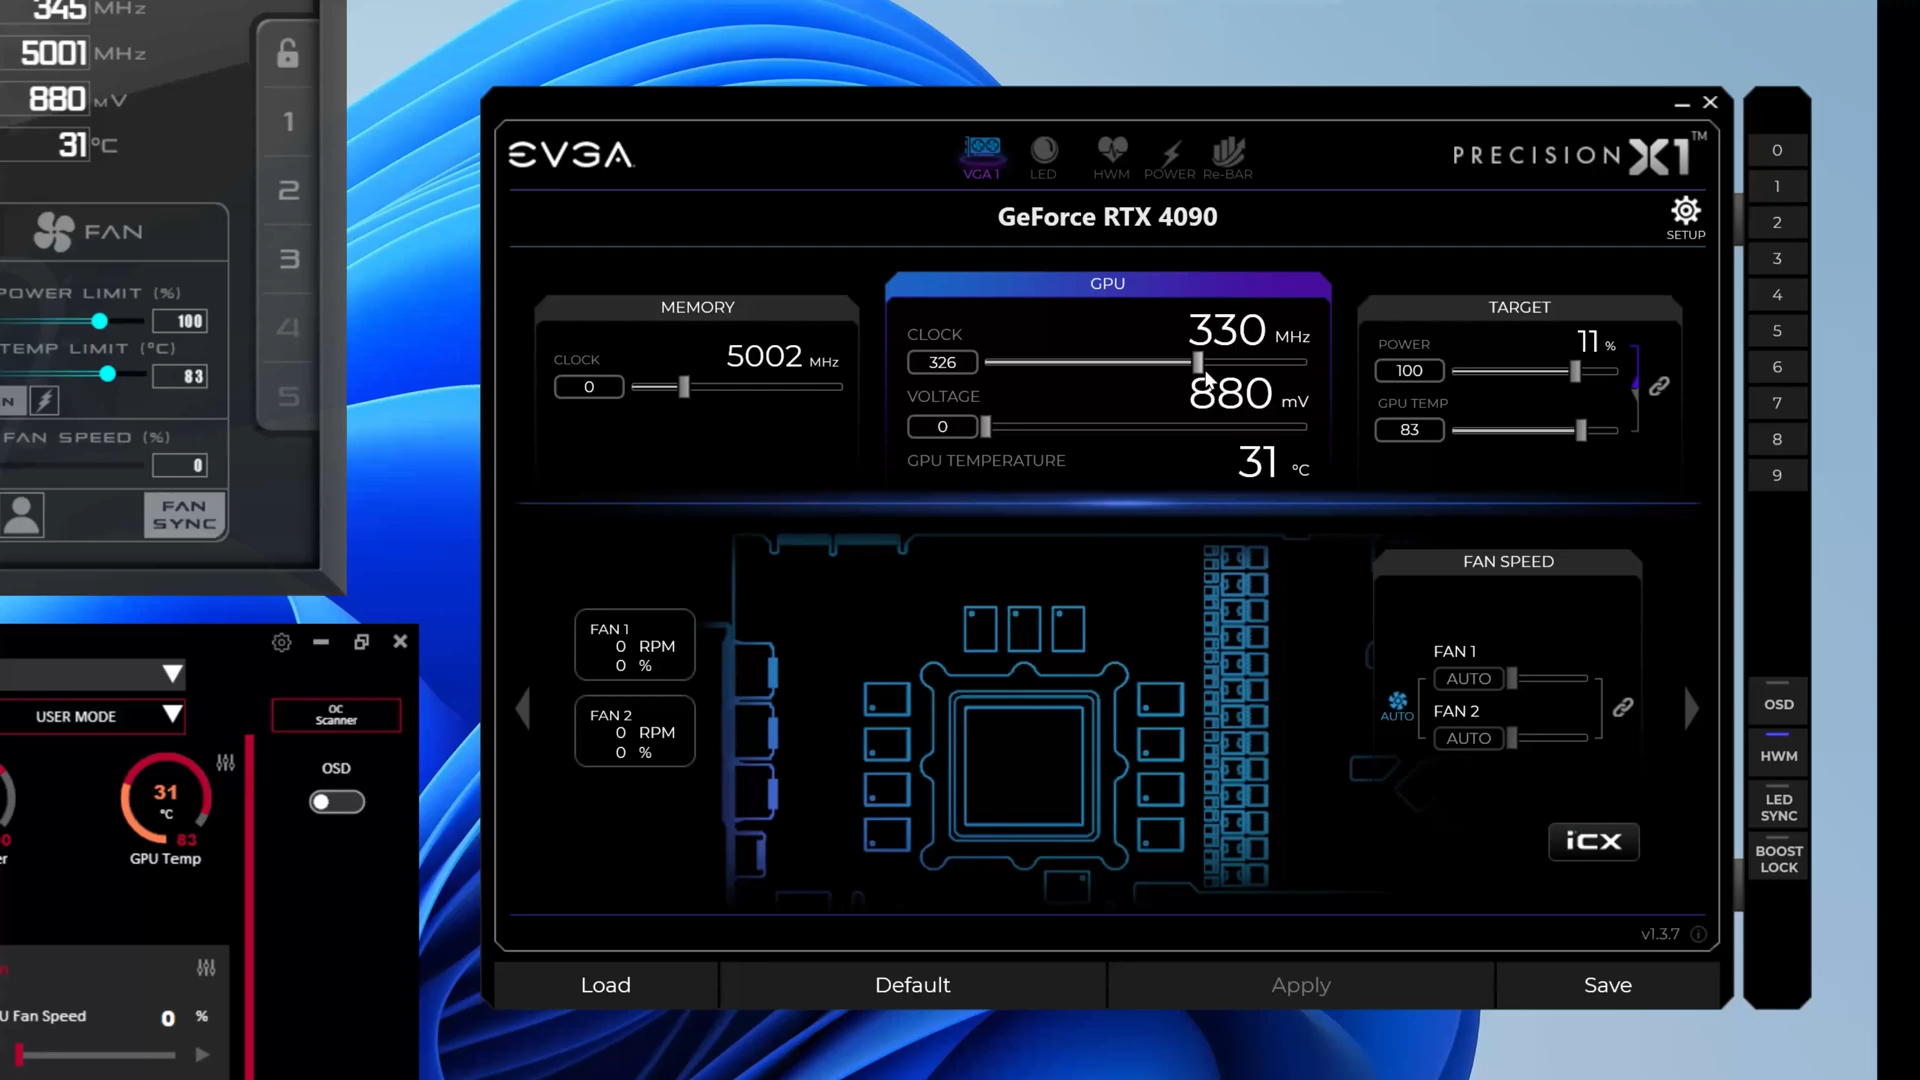 345 MHz
5001 MHz
880 mV
31 °C
1
2
3
4
5
FAN
POWER LIMIT (%)
100
TEMP LIMIT (°C)
83
N
FAN SPEED (%)
0
FAN
SYNC
USER MODE
OC
Scanner
31
°C
83
GPU Temp
OSD
0
er
n
U Fan Speed 0 %
EVGA
VGA 1
LED
HWM
POWER
Re-BAR
PRECISION X1™
GeForce RTX 4090
SETUP
MEMORY
CLOCK
5002 MHz
0
GPU
CLOCK
330 MHz
326
VOLTAGE
880 mV
0
GPU TEMPERATURE
31 °C
TARGET
POWER
11 %
100
GPU TEMP
83
FAN 1
0 RPM
0 %
FAN 2
0 RPM
0 %
FAN SPEED
FAN 1
AUTO
AUTO
FAN 2
AUTO
iCX
v1.3.7
Load
Default
Apply
Save
0
1
2
3
4
5
6
7
8
9
OSD
HWM
LED
SYNC
BOOST
LOCK